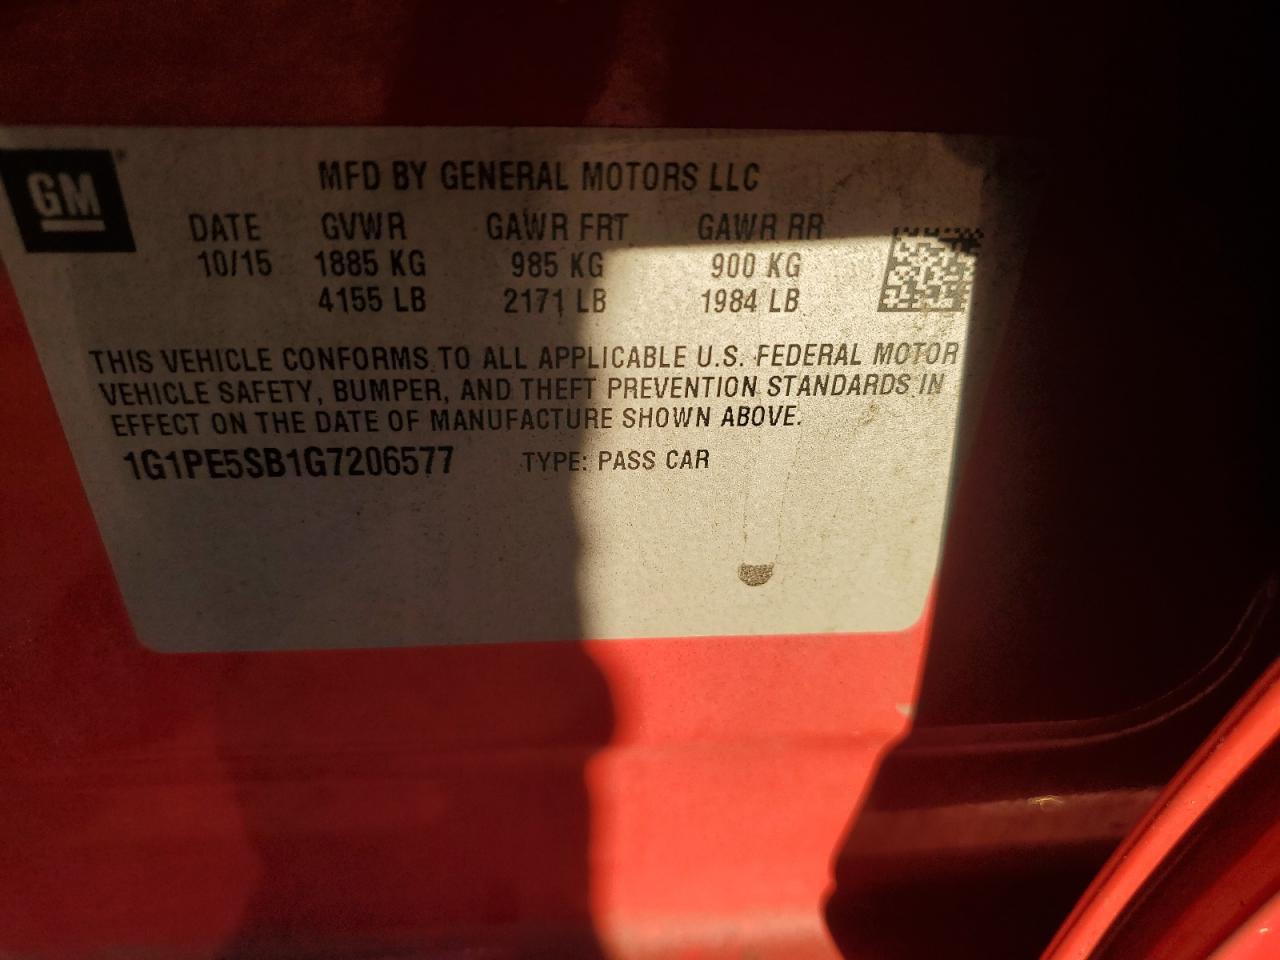 GM
MFD BY GENERAL MOTORS LLC
DATE GVWR GAWR FRT GAWR RR
10/15 1885 KG 985 KG 900 KG
4155 LB 2171 LB 1984 LB
THIS VEHICLE CONFORMS TO ALL APPLICABLE U.S. FEDERAL MOTOR
VEHICLE SAFETY, BUMPER, AND THEFT PREVENTION STANDARDS IN
EFFECT ON THE DATE OF MANUFACTURE SHOWN ABOVE.
1G1PE5SB1G7206577 TYPE: PASS CAR